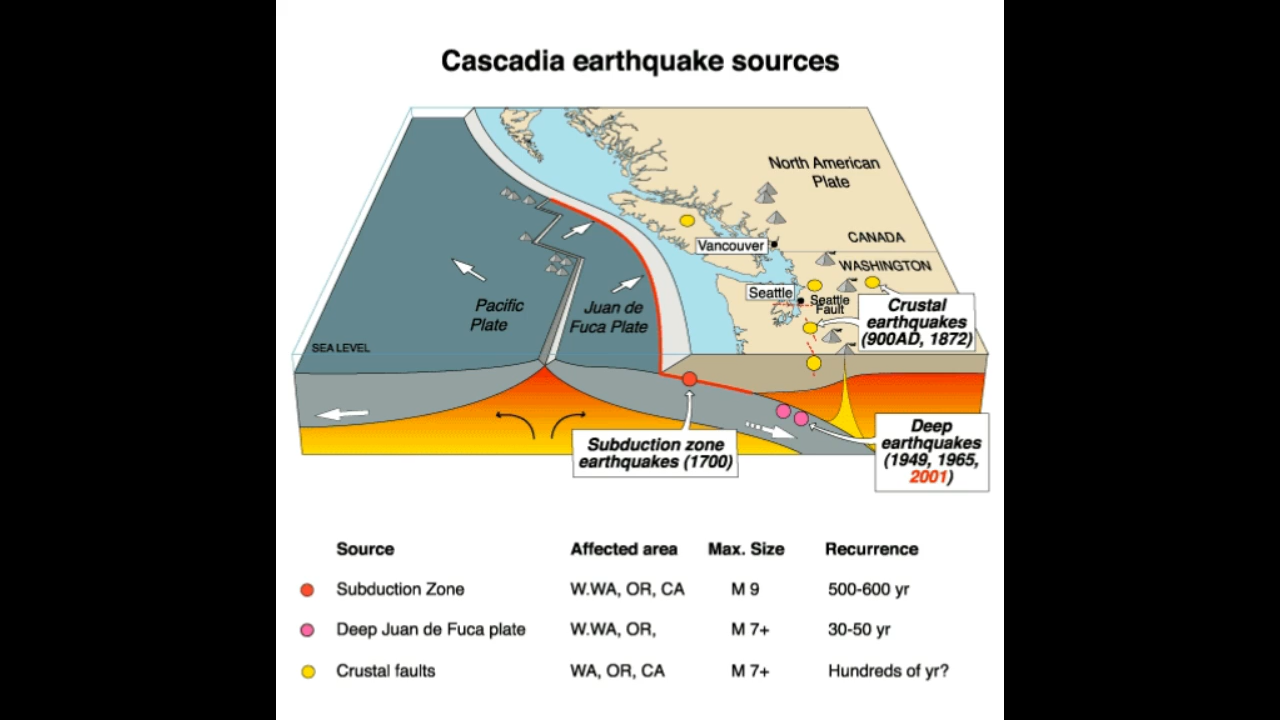 Cascadia earthquake sources
North American
Plate
CANADA
Vancouver
WASHINGTON
Seattle
Seattle
Fault
Crustal
earthquakes
(900AD, 1872)
Pacific
Plate
Juan de
Fuca Plate
SEA LEVEL
Subduction zone
earthquakes (1700)
Deep
earthquakes
(1949, 1965,
2001)
Source Affected area Max. Size Recurrence
Subduction Zone W.WA, OR, CA M 9 500-600 yr
Deep Juan de Fuca plate W.WA, OR, M 7+ 30-50 yr
Crustal faults WA, OR, CA M 7+ Hundreds of yr?